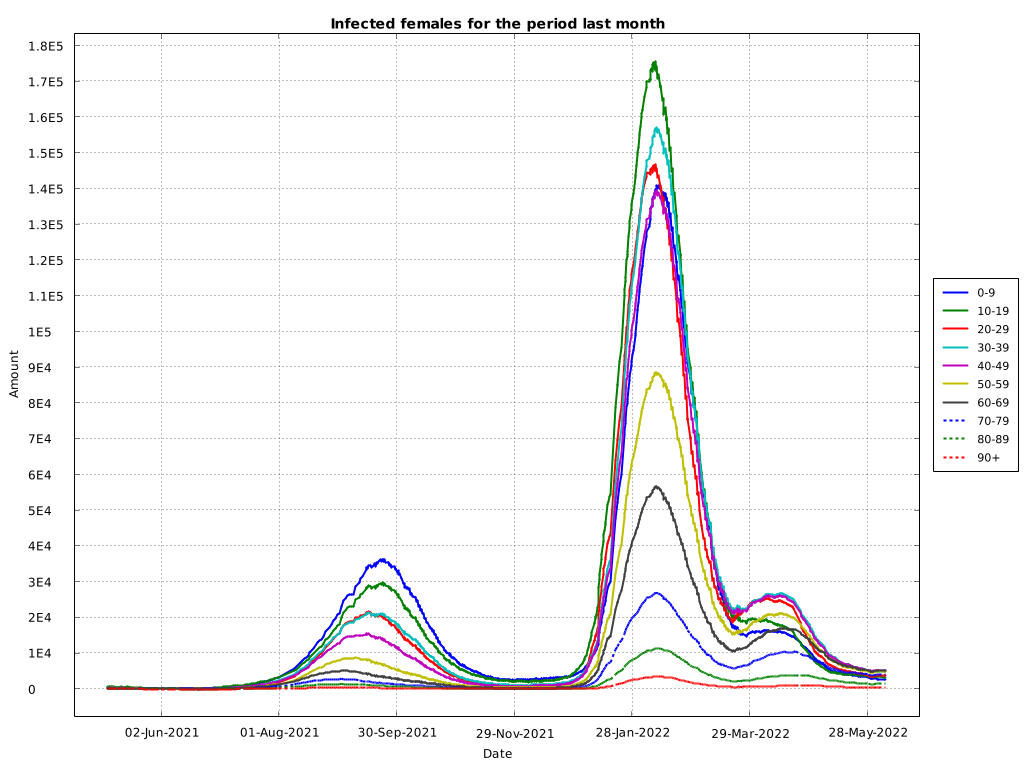 Infected females for the period last month
1.8E5
1.7E5
1.6E5
1.5E5
1.4E5
1.3E5
1.2E5
1.1E5
1E5
9E4
8E4
7E4
6E4
5E4
4E4
3E4
2E4
1E4
0
Amount
02-Jun-2021
01-Aug-2021
30-Sep-2021
29-Nov-2021
28-Jan-2022
29-Mar-2022
28-May-2022
Date
0-9
10-19
20-29
30-39
40-49
50-59
60-69
70-79
80-89
90+